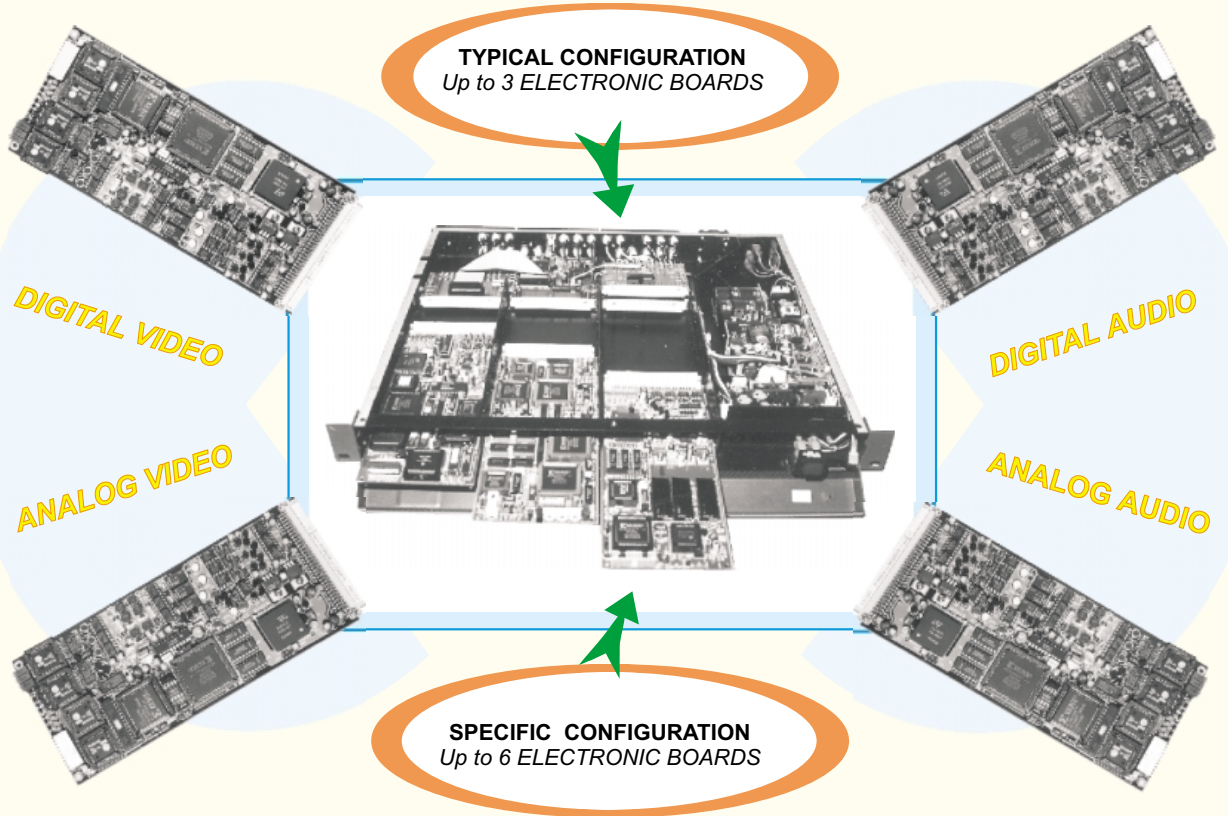 TYPICAL CONFIGURATION
Up to 3 ELECTRONIC BOARDS
DIGITAL VIDEO
DIGITAL AUDIO
ANALOG VIDEO
ANALOG AUDIO
SPECIFIC CONFIGURATION
Up to 6 ELECTRONIC BOARDS